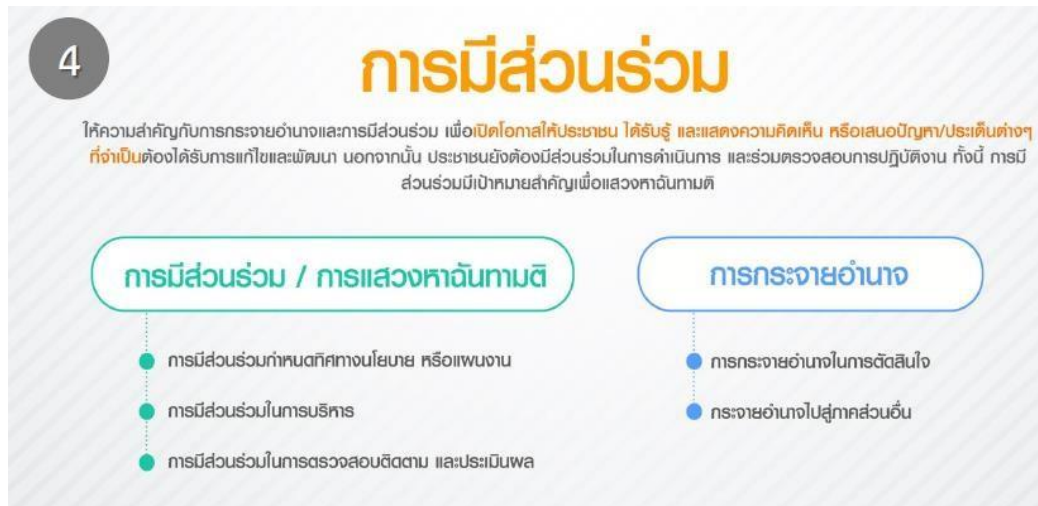 4
การมีส่วนร่วม
ให้ความสำคัญกับการกระจายอำนาจและการมีส่วนร่วม เพื่อเปิดโอกาสให้ประชาชน ได้รับรู้ และแสดงความคิดเห็น หรือเสนอปัญหา/ประเด็นต่างๆ
ที่จำเป็นต้องได้รับการแก้ไขและพัฒนา นอกจากนั้น ประชาชนยังต้องมีส่วนร่วมในการดำเนินการ และร่วมตรวจสอบการปฏิบัติงาน ทั้งนี้ การมี
ส่วนร่วมมีเป้าหมายสำคัญเพื่อแสวงหาฉันทามติ
การมีส่วนร่วม / การแสวงหาฉันทามติ
การมีส่วนร่วมกำหนดทิศทางนโยบาย หรือแผนงาน
การมีส่วนร่วมในการบริหาร
การมีส่วนร่วมในการตรวจสอบติดตาม และประเมินผล
การกระจายอำนาจ
การกระจายอำนาจในการตัดสินใจ
กระจายอำนาจไปสู่ภาคส่วนอื่น